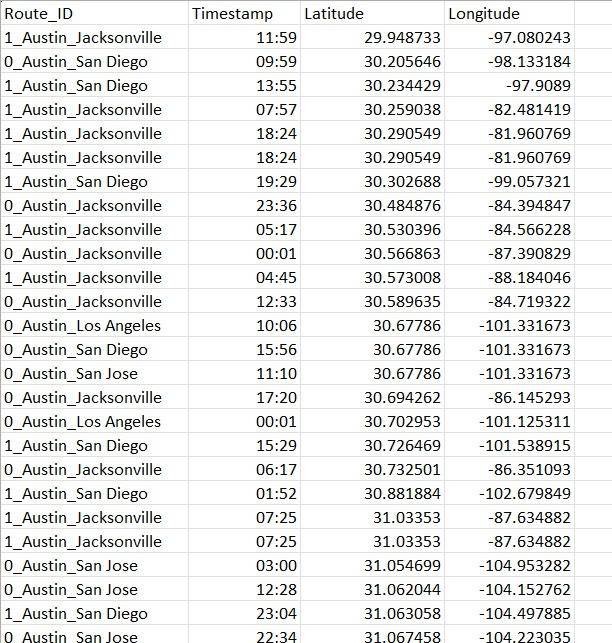 Route_ID Timestamp Latitude Longitude
1_Austin_Jacksonville 11:59 29.948733 -97.080243
0_Austin_San Diego 09:59 30.205646 -98.133184
1_Austin_San Diego 13:55 30.234429 -97.9089
1_Austin_Jacksonville 07:57 30.259038 -82.481419
1_Austin_Jacksonville 18:24 30.290549 -81.960769
1_Austin_Jacksonville 18:24 30.290549 -81.960769
1_Austin_San Diego 19:29 30.302688 -99.057321
0_Austin_Jacksonville 23:36 30.484876 -84.394847
1_Austin_Jacksonville 05:17 30.530396 -84.566228
0_Austin_Jacksonville 00:01 30.566863 -87.390829
1_Austin_Jacksonville 04:45 30.573008 -88.184046
0_Austin_Jacksonville 12:33 30.589635 -84.719322
0_Austin_Los Angeles 10:06 30.67786 -101.331673
0_Austin_San Diego 15:56 30.67786 -101.331673
0_Austin_San Jose 11:10 30.67786 -101.331673
0_Austin_Jacksonville 17:20 30.694262 -86.145293
0_Austin_Los Angeles 00:01 30.702953 -101.125311
1_Austin_San Diego 15:29 30.726469 -101.538915
0_Austin_Jacksonville 06:17 30.732501 -86.351093
1_Austin_San Diego 01:52 30.881884 -102.679849
1_Austin_Jacksonville 07:25 31.03353 -87.634882
1_Austin_Jacksonville 07:25 31.03353 -87.634882
0_Austin_San Jose 03:00 31.054699 -104.953282
0_Austin_San Jose 12:28 31.062044 -104.152762
1_Austin_San Diego 23:04 31.063058 -104.497885
0_Austin_San Jose 22:34 31.067458 -104.223035